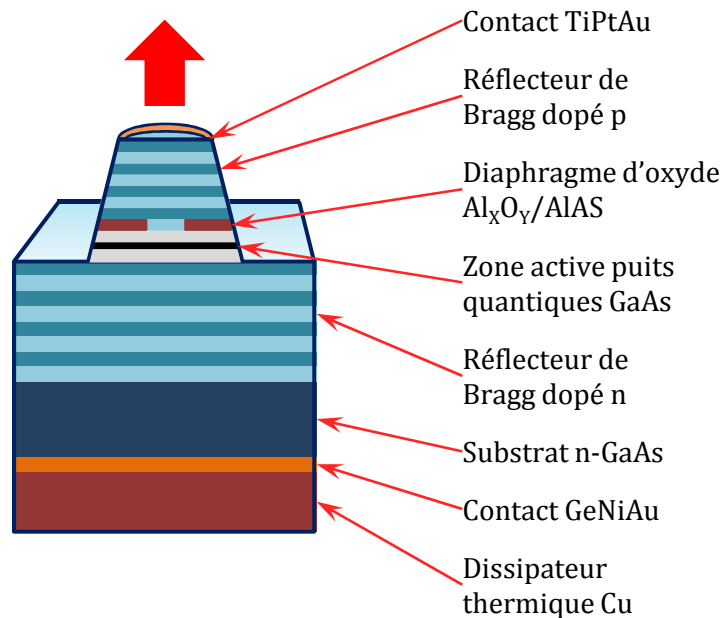 Contact TiPtAu
Réflecteur de
Bragg dopé p
Diaphragme d'oxyde
AlXOY/AlAS
Zone active puits
quantiques GaAs
Réflecteur de
Bragg dopé n
Substrat n-GaAs
Contact GeNiAu
Dissipateur
thermique Cu